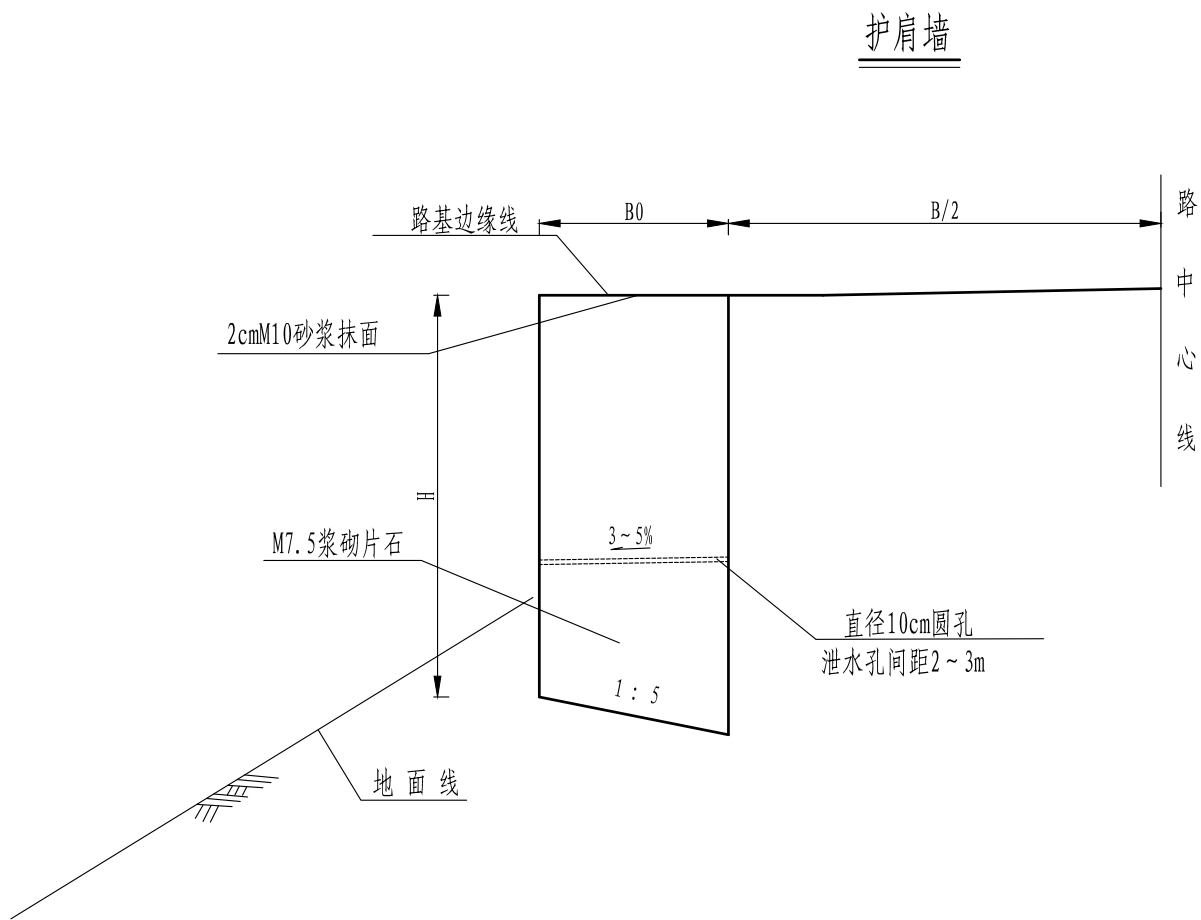 护肩墙
路基边缘线
B0
B/2
路中心线
2cmM10砂浆抹面
H
M7.5浆砌片石
3~5%
直径10cm圆孔
泄水孔间距2~3m
1:5
地面线